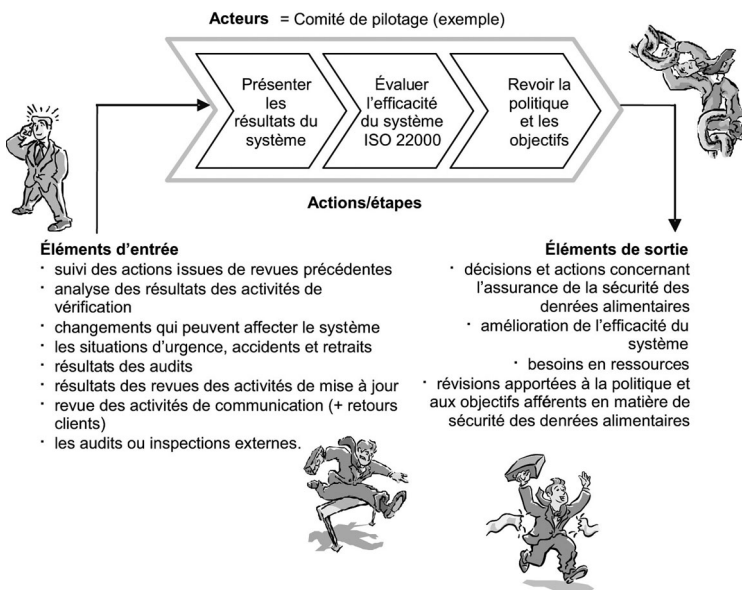 Acteurs = Comité de pilotage (exemple)
Présenter
les
résultats du
système
Évaluer
l’efficacité
du système
ISO 22000
Revoir la
politique
et les
objectifs
Actions/étapes
Éléments d’entrée
· suivi des actions issues de revues précédentes
· analyse des résultats des activités de
vérification
· changements qui peuvent affecter le système
· les situations d’urgence, accidents et retraits
· résultats des audits
· résultats des revues des activités de mise à jour
· revue des activités de communication (+ retours
clients)
· les audits ou inspections externes.
Éléments de sortie
· décisions et actions concernant
l’assurance de la sécurité des
denrées alimentaires
· amélioration de l’efficacité du
système
· besoins en ressources
· révisions apportées à la politique et
aux objectifs afférents en matière de
sécurité des denrées alimentaires